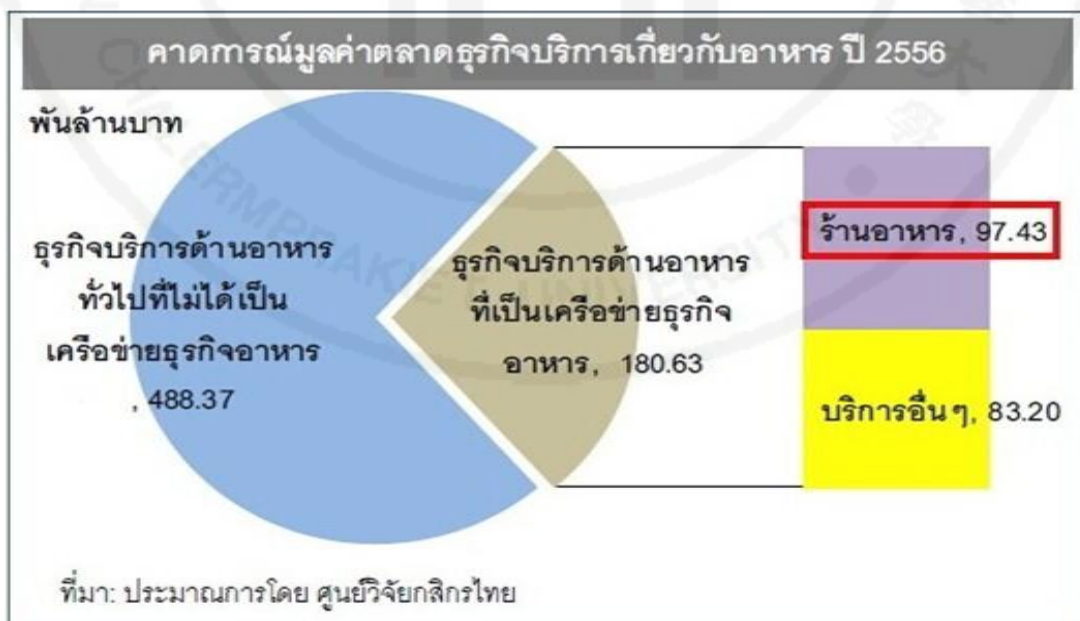 คาดการณ์มูลค่าตลาดธุรกิจบริการเกี่ยวกับอาหาร ปี 2556
พันล้านบาท
ธุรกิจบริการด้านอาหาร
ทั่วไปที่ไม่ได้เป็น
เครือข่ายธุรกิจอาหาร
, 488.37
ธุรกิจบริการด้านอาหาร
ที่เป็นเครือข่ายธุรกิจ
อาหาร, 180.63
ร้านอาหาร, 97.43
บริการอื่นๆ, 83.20
ที่มา: ประมาณการโดย ศูนย์วิจัยกสิกรไทย